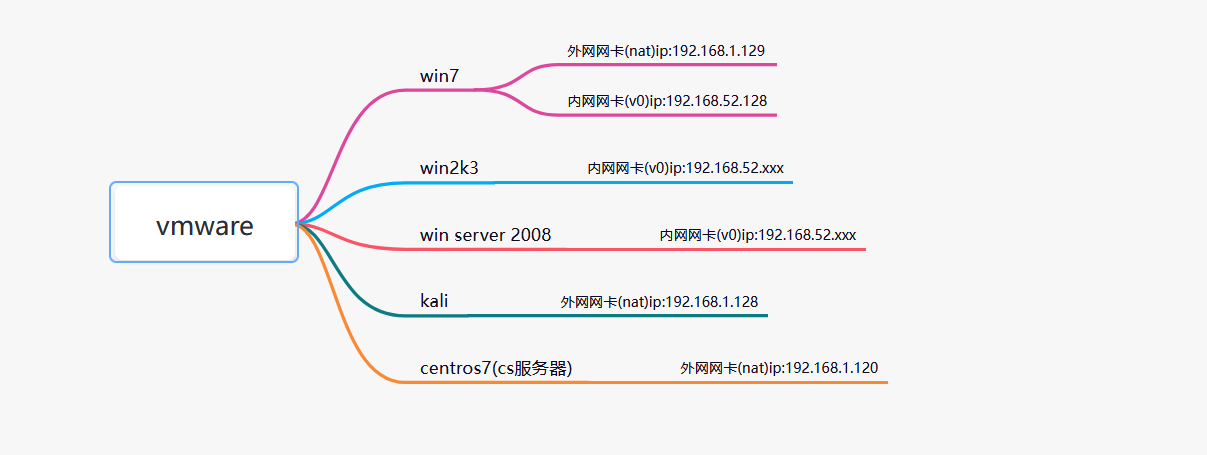 外网网卡(nat)ip:192.168.1.129
win7
内网网卡(v0)ip:192.168.52.128
win2k3
内网网卡(v0)ip:192.168.52.xxx
vmware
win server 2008
内网网卡(v0)ip:192.168.52.xxx
kali
外网网卡(nat)ip:192.168.1.128
centros7(cs服务器)
外网网卡(nat)ip:192.168.1.120